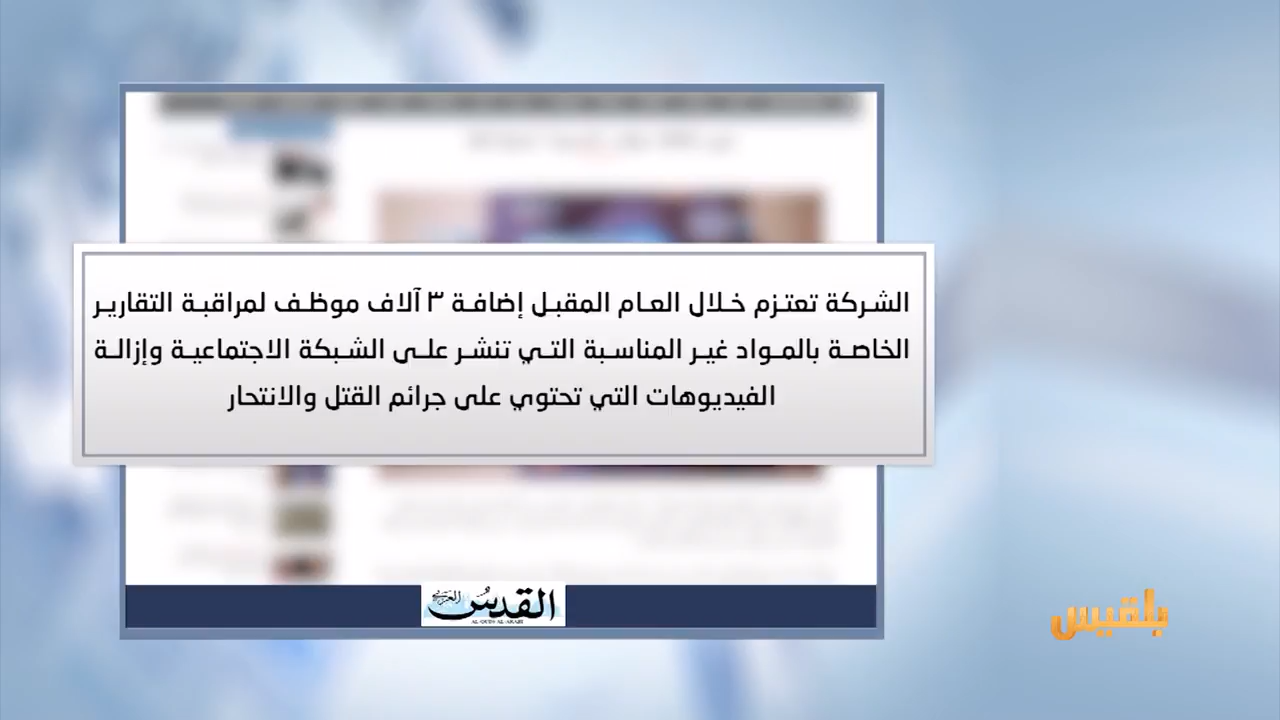 الشركة تعتزم خلال العام المقبل إضافة ٣ آلاف موظف لمراقبة التقارير
الخاصة بالمواد غير المناسبة التي تنشر على الشبكة الاجتماعية وإزالة
الفيديوهات التي تحتوي على جرائم القتل والانتحار
القدس العربي
AL-QUDS AL-ARABI
بلقيس